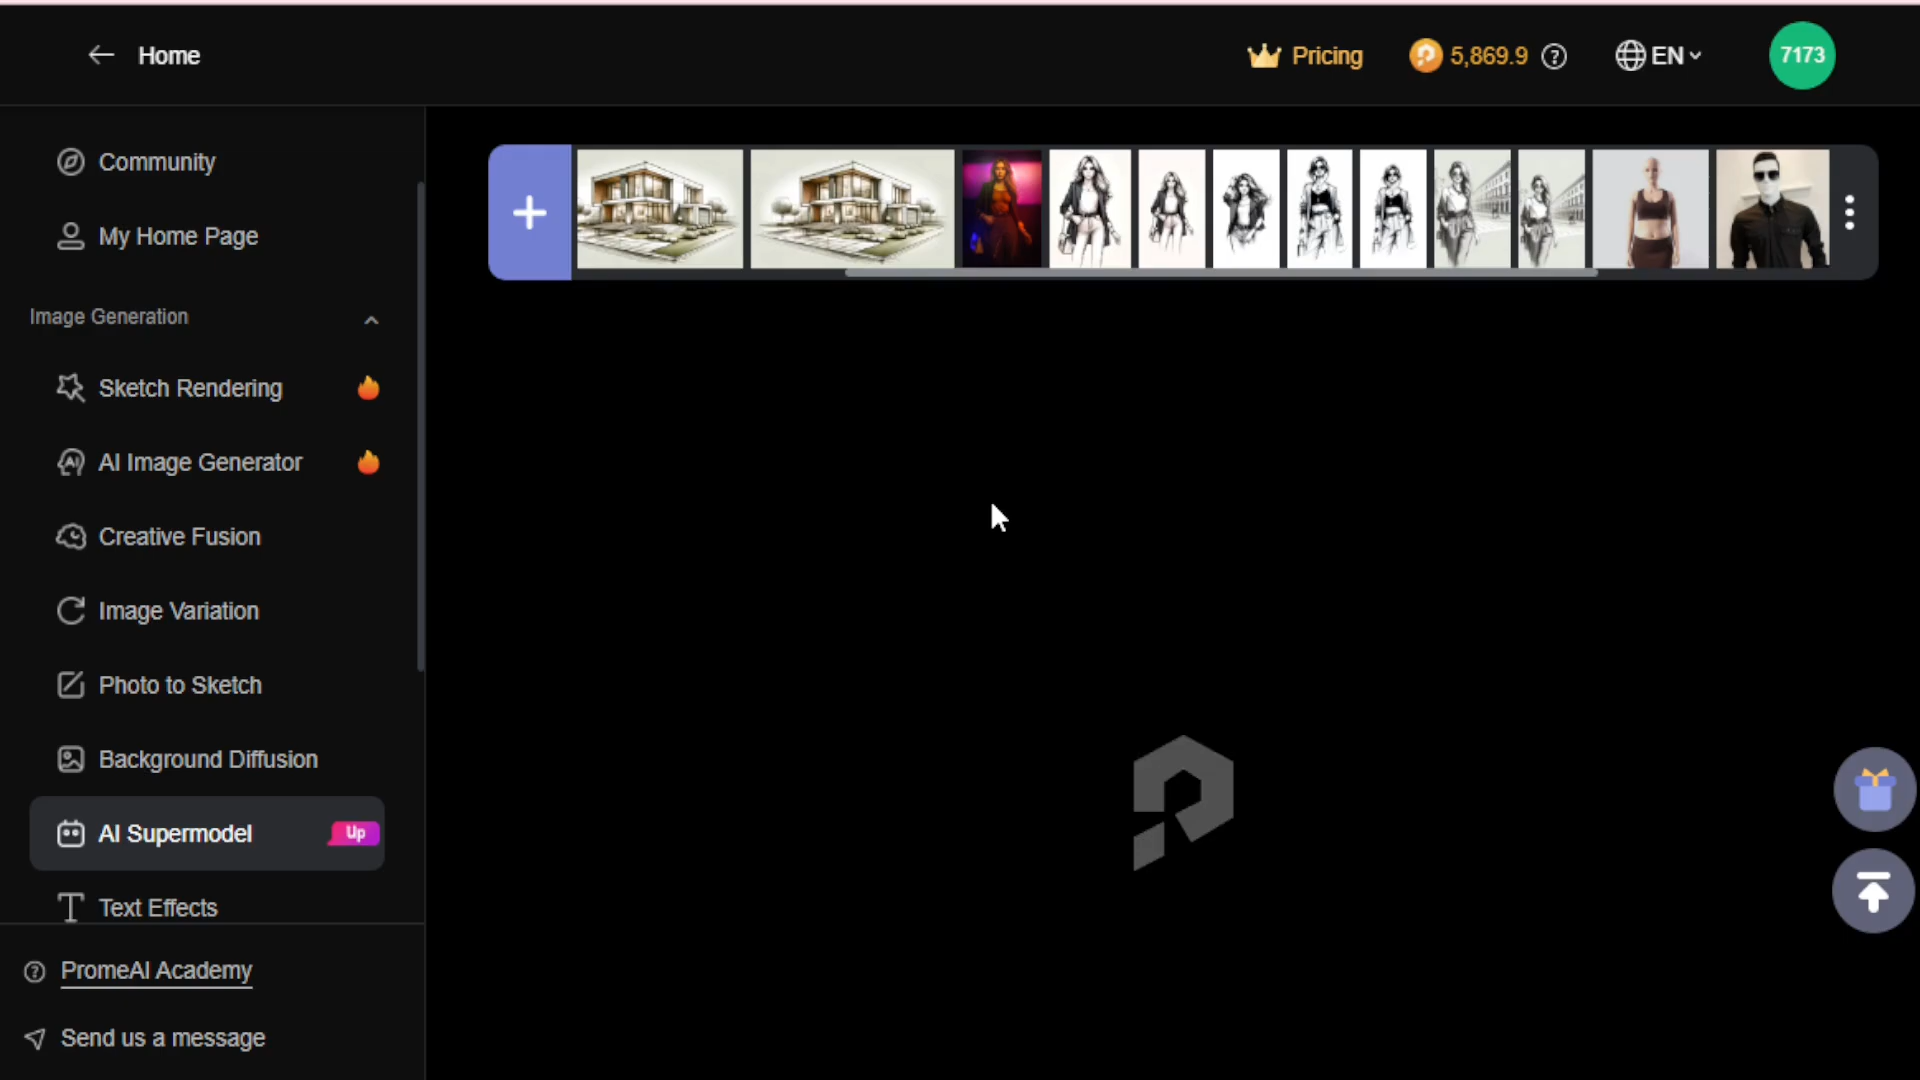 Home
Pricing
5,869.9
EN
7173
Community
My Home Page
Image Generation
Sketch Rendering
AI Image Generator
Creative Fusion
Image Variation
Photo to Sketch
Background Diffusion
AI Supermodel
Up
Text Effects
PromeAI Academy
Send us a message